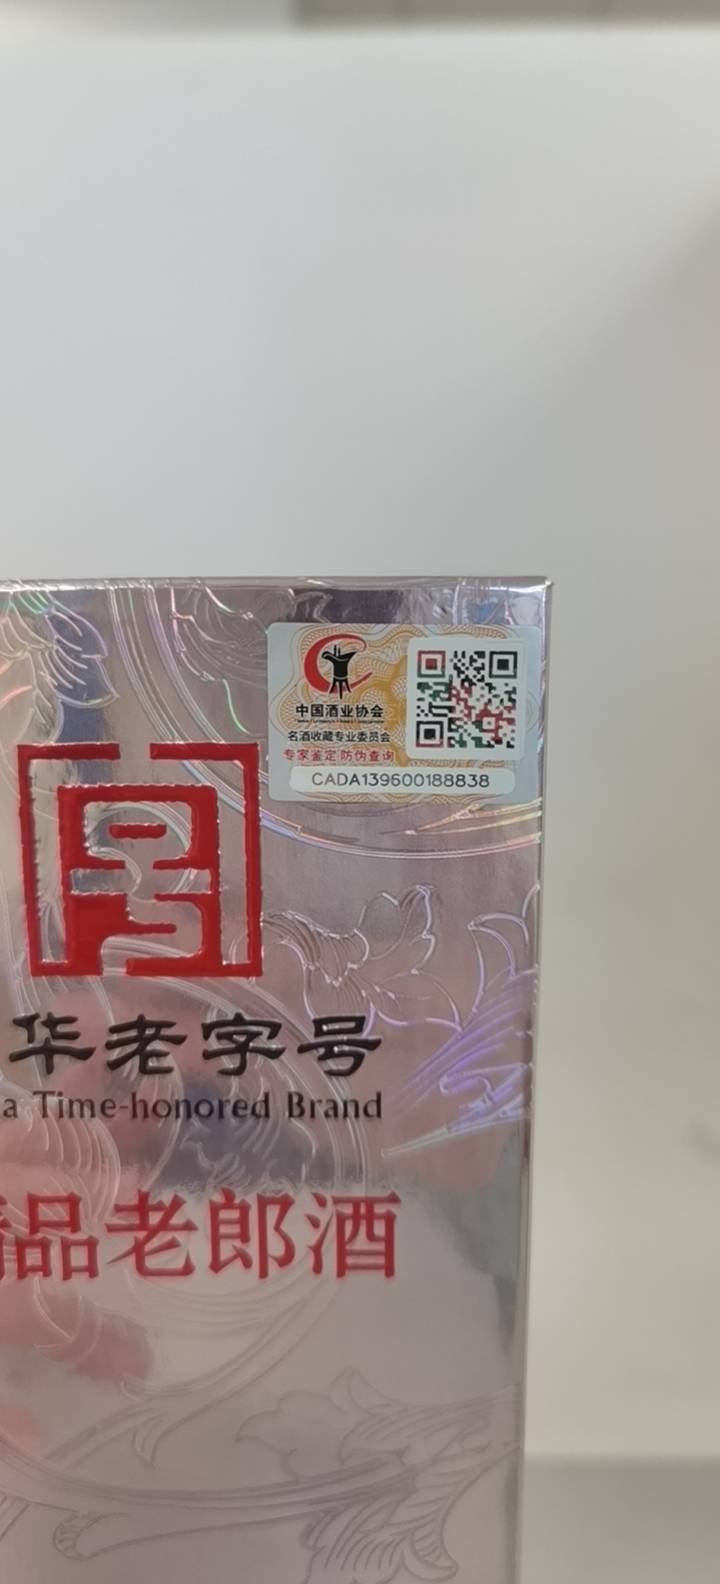 中国酒业协会
名酒收藏专业委员会
专家鉴定 防伪查询
CADA139600188838
华老字号
a Time-honored Brand
品老郎酒